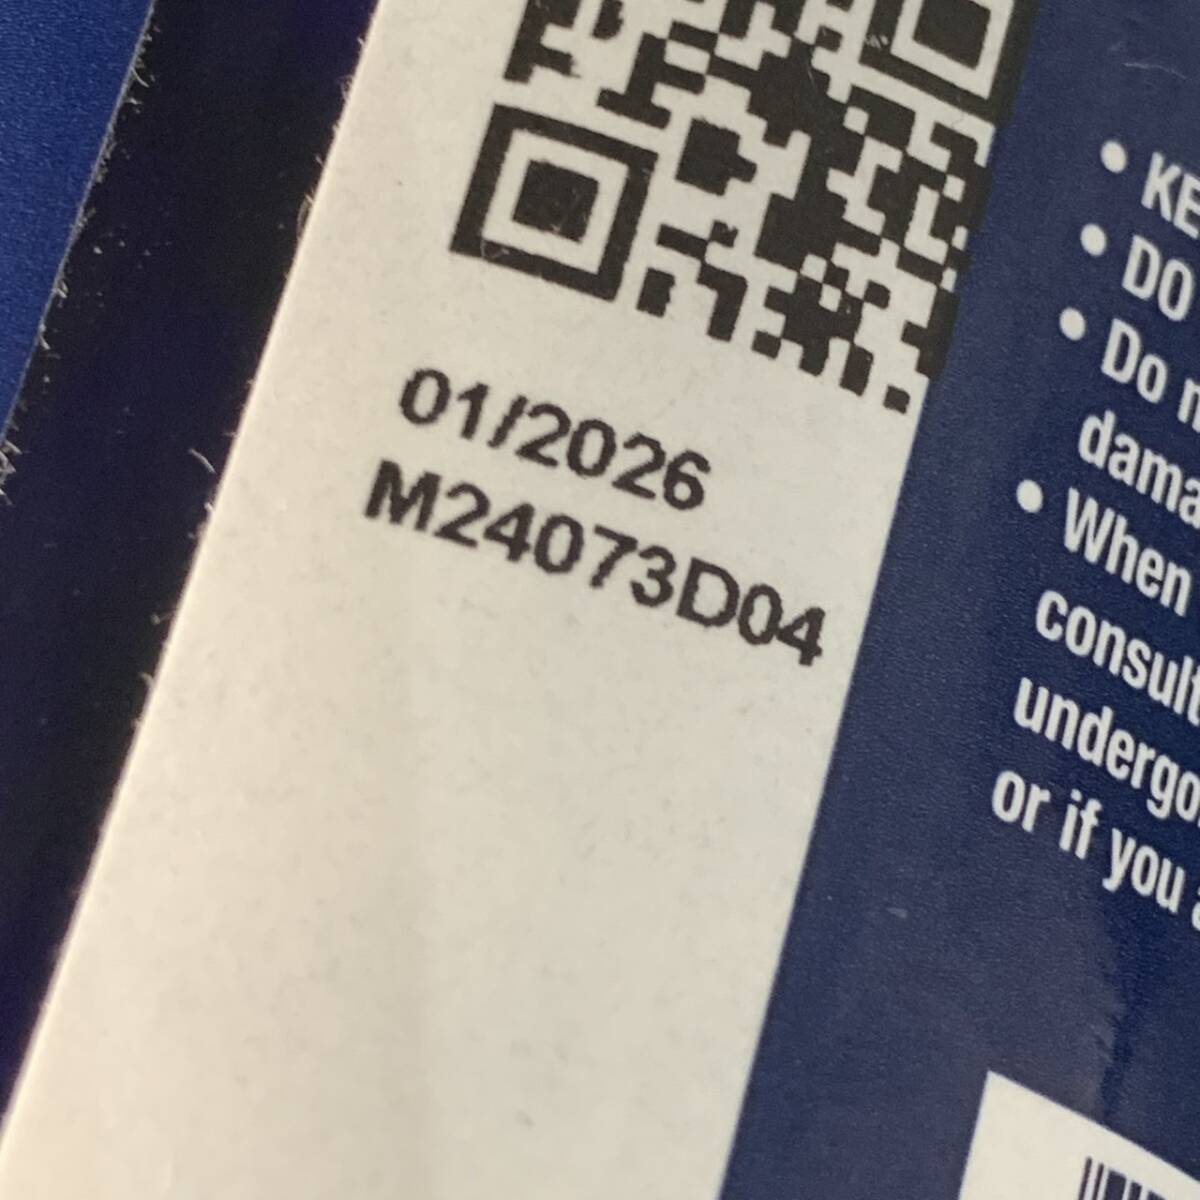 01/2026
M24073D04
• KE
• DO
• Do
dama
• When
consult
undergo
or if you